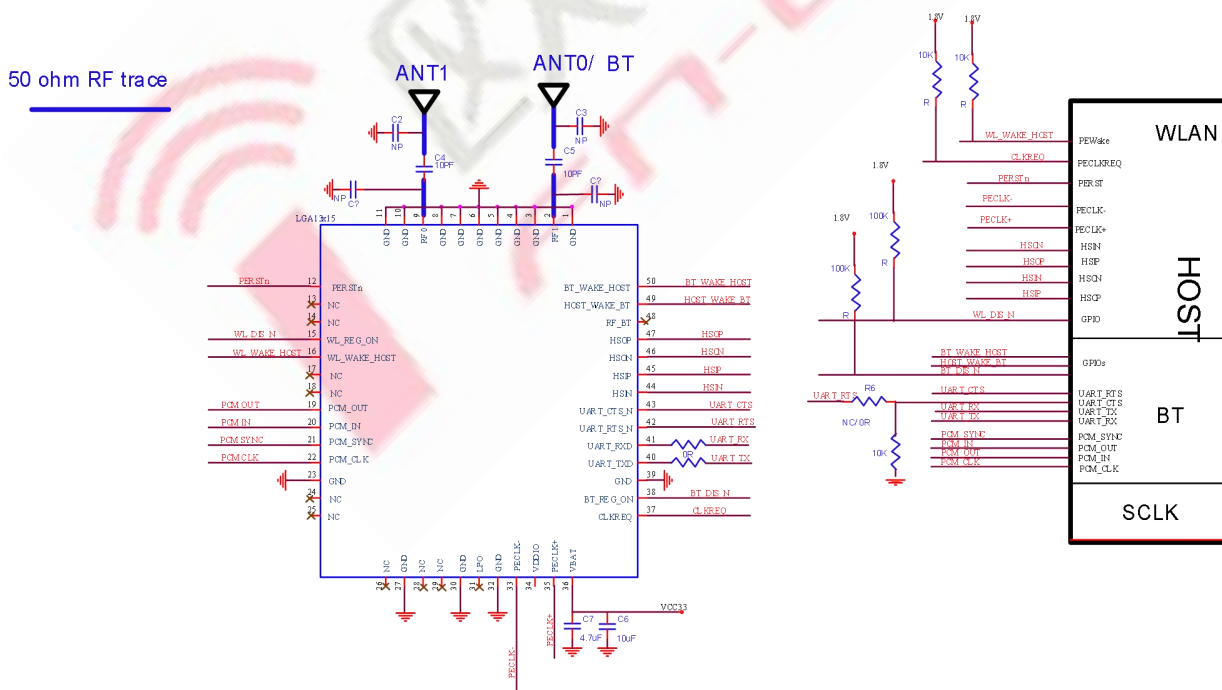 50 ohm RF trace
ANT1
ANT0/ BT
C2
NP
C3
NP
C4
10PF
C5
10PF
NP
C?
C?
NP
LGA13x15
11
10
9
8
7
6
5
4
3
2
1
GND
GND
RF0
GND
GND
GND
GND
GND
GND
RF1
GND
PERSTn
12
PERSTn
13
NC
14
NC
WL_DIS_N
15
WL_REG_ON
WL_WAKE_HOST
16
WL_WAKE_HOST
17
NC
18
NC
PCM OUT
19
PCM_OUT
PCM IN
20
PCM_IN
PCM SYNC
21
PCM_SYNC
PCM CLK
22
PCM_CLK
23
GND
24
NC
25
NC
BT_WAKE_HOST
50
BT_WAKE_HOST
HOST_WAKE_BT
49
HOST_WAKE_BT
RF_BT
48
HSOP
47
HSOP
HSON
46
HSON
HSIP
45
HSIP
HSIN
44
HSIN
UART_CTS_N
43
UART CTS
UART_RTS_N
42
UART RTS
UART_RXD
41
UART_RX
0R
UART_TXD
40
UART TX
GND
39
BT_REG_ON
38
BT_DIS_N
CLKREQ
37
CLKREQ
NC
GND
NC
NC
GND
LPO
GND
PECLK-
VDDIO
PECLK+
VBAT
26
27
28
29
30
31
32
33
34
35
36
PECLK-
PECLK+
VCC33
C7
4.7uF
C6
10uF
1.8V
1.8V
10K
10K
R
R
1.8V
100K
R
1.8V
100K
R
WL_WAKE_HOST
CLKREQ
PERSTn
PECLK-
PECLK+
HSON
HSOP
HSIN
HSIP
WL_DIS_N
BT_WAKE_HOST
HOST_WAKE_BT
BT_DIS_N
UART_RTS
R6
NC/0R
10K
UART_CTS
UART_RX
UART_TX
PCM_SYNC
PCM_IN
PCM_OUT
PCM_CLK
WLAN
PEWake
PECLKREQ
PERST
PECLK-
PECLK+
HSIN
HSIP
HSON
HSOP
GPIO
HOST
GPIOs
UART_RTS
UART_CTS
UART_TX
UART_RX
BT
PCM_SYNC
PCM_OUT
PCM_IN
PCM_CLK
SCLK